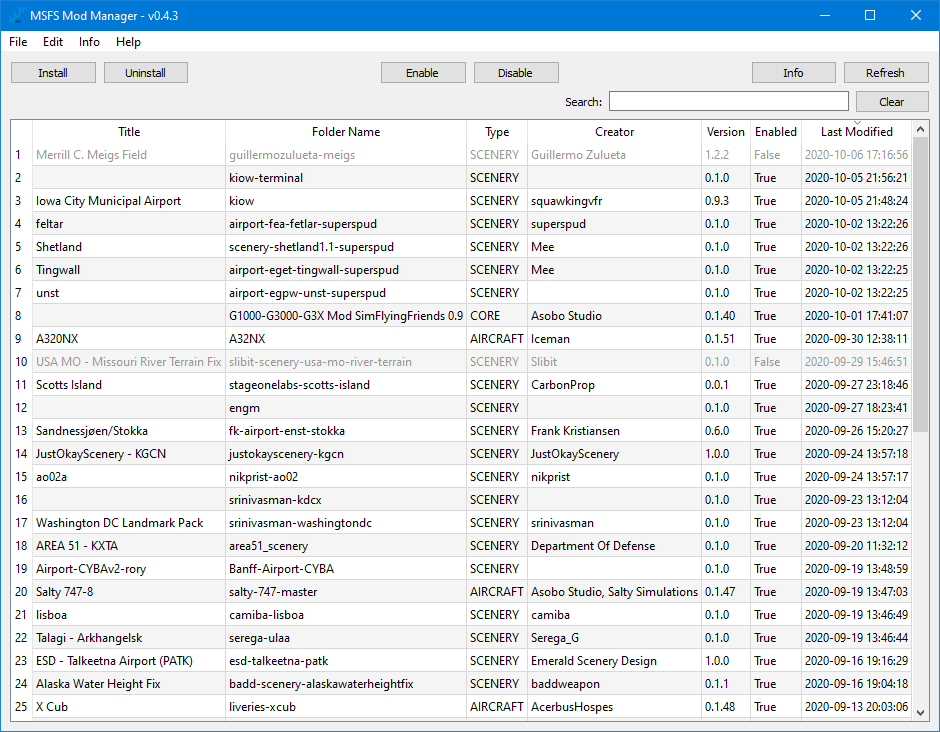 MSFS Mod Manager - v0.4.3
File Edit Info Help
Install Uninstall Enable Disable Info Refresh
Search: Clear
Title Folder Name Type Creator Version Enabled Last Modified
1 Merrill C. Meigs Field guillermozulueta-meigs SCENERY Guillermo Zulueta 1.2.2 False 2020-10-06 17:16:56
2 kiow-terminal SCENERY 0.1.0 True 2020-10-05 21:56:21
3 Iowa City Municipal Airport kiow SCENERY squawkingvfr 0.9.3 True 2020-10-05 21:48:24
4 feltar airport-fea-fetlar-superspud SCENERY superspud 0.1.0 True 2020-10-02 13:22:26
5 Shetland scenery-shetland1.1-superspud SCENERY Mee 0.1.0 True 2020-10-02 13:22:26
6 Tingwall airport-eget-tingwall-superspud SCENERY Mee 0.1.0 True 2020-10-02 13:22:25
7 unst airport-egpw-unst-superspud SCENERY 0.1.0 True 2020-10-02 13:22:25
8 G1000-G3000-G3X Mod SimFlyingFriends 0.9 CORE Asobo Studio 0.1.40 True 2020-10-01 17:41:07
9 A320NX A32NX AIRCRAFT Iceman 0.1.51 True 2020-09-30 12:38:11
10 USA MO - Missouri River Terrain Fix slibit-scenery-usa-mo-river-terrain SCENERY Slibit 0.1.0 False 2020-09-29 15:46:51
11 Scotts Island stageonelabs-scotts-island SCENERY CarbonProp 0.0.1 True 2020-09-27 23:18:46
12 engm SCENERY 0.1.0 True 2020-09-27 18:23:41
13 Sandnessjøen/Stokka fk-airport-enst-stokka SCENERY Frank Kristiansen 0.6.0 True 2020-09-26 15:20:27
14 JustOkayScenery - KGCN justokayscenery-kgcn SCENERY JustOkayScenery 1.0.0 True 2020-09-24 13:57:18
15 ao02a nikprist-ao02 SCENERY nikprist 0.1.0 True 2020-09-24 13:57:17
16 srinivasman-kdcx SCENERY 0.1.0 True 2020-09-23 13:12:04
17 Washington DC Landmark Pack srinivasman-washingtondc SCENERY srinivasman 0.1.0 True 2020-09-23 13:12:04
18 AREA 51 - KXTA area51_scenery SCENERY Department Of Defense 0.1.0 True 2020-09-20 11:32:12
19 Airport-CYBAv2-rory Banff-Airport-CYBA SCENERY 0.1.0 True 2020-09-19 13:48:59
20 Salty 747-8 salty-747-master AIRCRAFT Asobo Studio, Salty Simulations 0.1.47 True 2020-09-19 13:47:03
21 lisboa camiba-lisboa SCENERY camiba 0.1.0 True 2020-09-19 13:46:49
22 Talagi - Arkhangelsk serega-ulaa SCENERY Serega_G 0.1.0 True 2020-09-19 13:46:44
23 ESD - Talkeetna Airport (PATK) esd-talkeetna-patk SCENERY Emerald Scenery Design 1.0.0 True 2020-09-16 19:16:29
24 Alaska Water Height Fix badd-scenery-alaskawaterheightfix SCENERY baddweapon 0.1.1 True 2020-09-16 19:04:18
25 X Cub liveries-xcub AIRCRAFT AcerbusHospes 0.1.48 True 2020-09-13 20:03:06